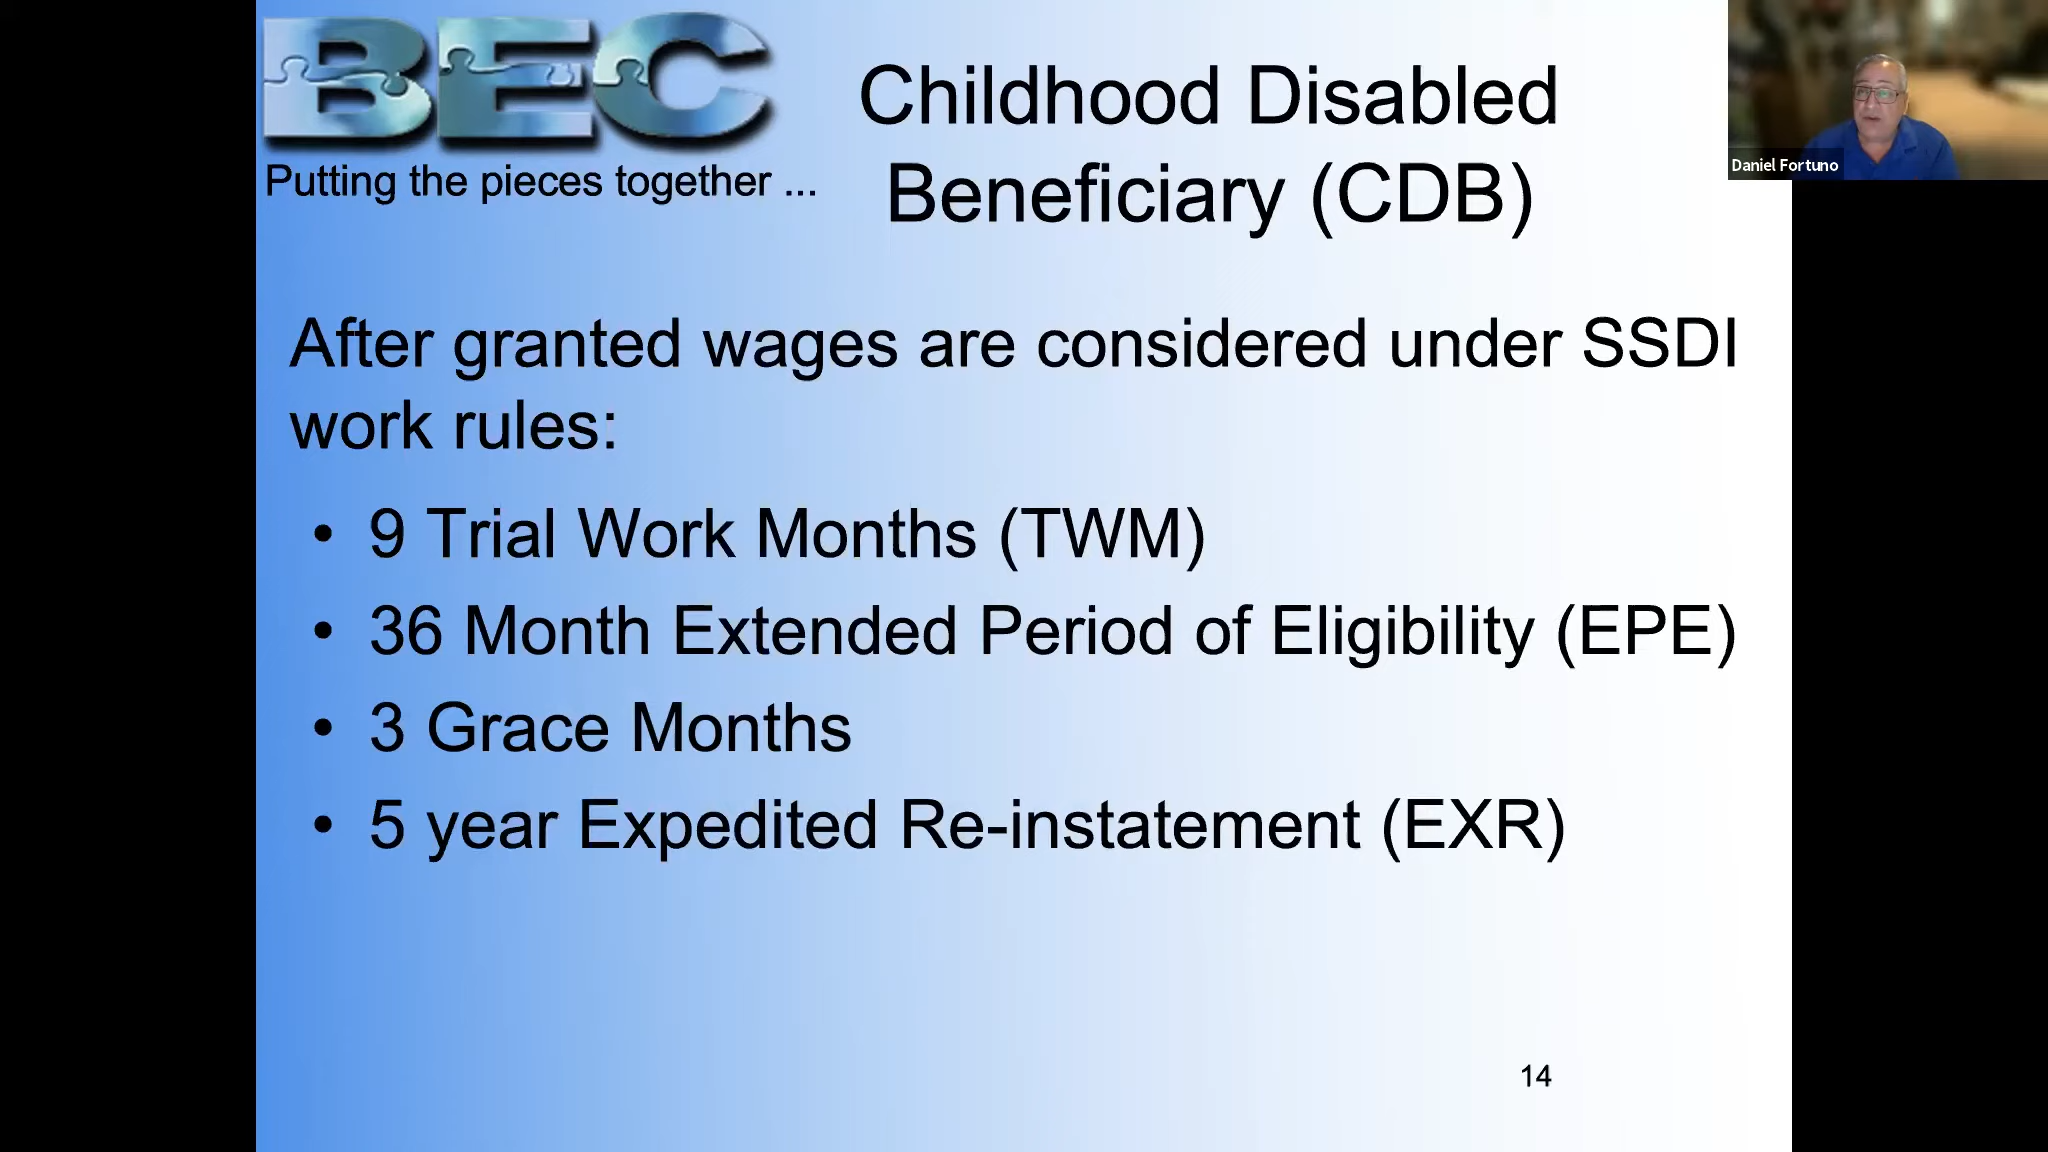 BEC
Putting the pieces together ...
Childhood Disabled
Beneficiary (CDB)
Daniel Fortuno
After granted wages are considered under SSDI
work rules:
• 9 Trial Work Months (TWM)
• 36 Month Extended Period of Eligibility (EPE)
• 3 Grace Months
• 5 year Expedited Re-instatement (EXR)
14